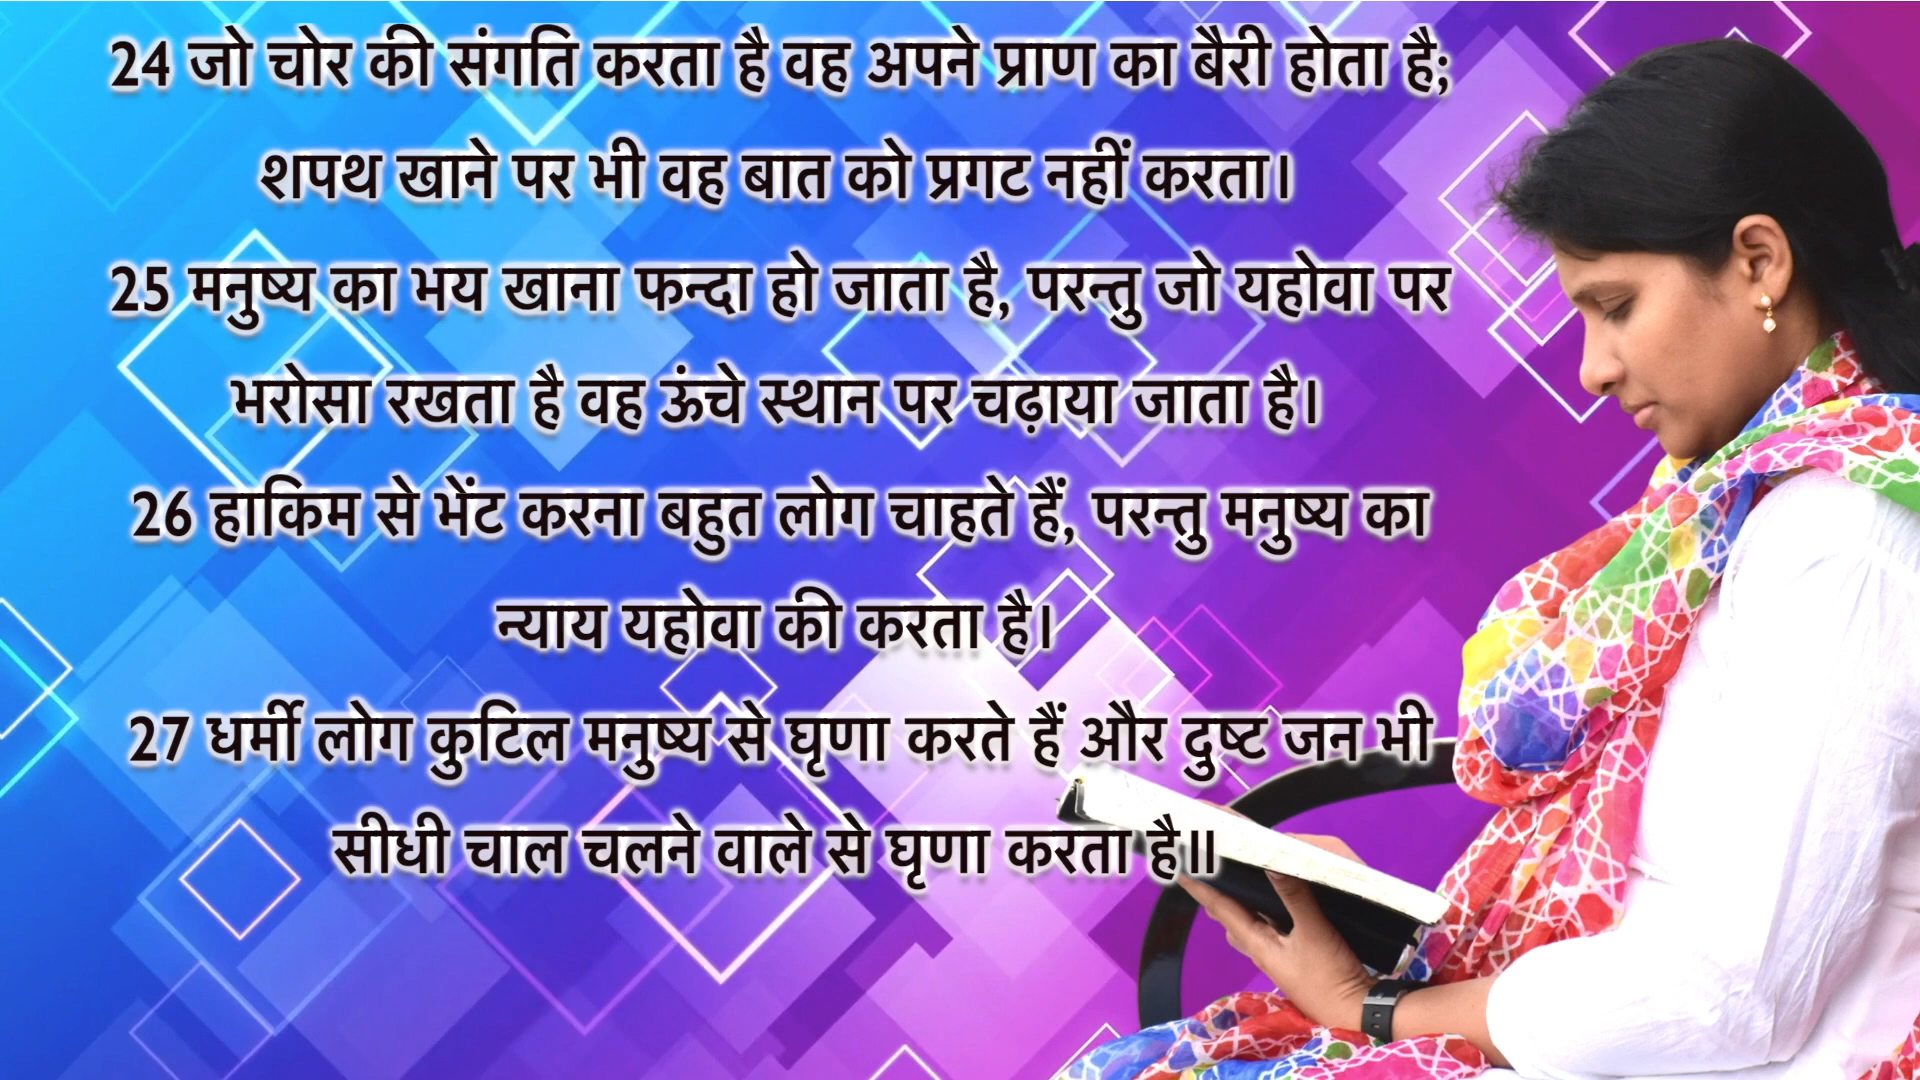 24 जो चोर की संगति करता है वह अपने प्राण का बैरी होता है;
शपथ खाने पर भी वह बात को प्रगट नहीं करता।
25 मनुष्य का भय खाना फन्दा हो जाता है, परन्तु जो यहोवा पर
भरोसा रखता है वह ऊंचे स्थान पर चढ़ाया जाता है।
26 हाकिम से भेंट करना बहुत लोग चाहते हैं, परन्तु मनुष्य का
न्याय यहोवा की करता है।
27 धर्मी लोग कुटिल मनुष्य से घृणा करते हैं और दुष्ट जन भी
सीधी चाल चलने वाले से घृणा करता है॥